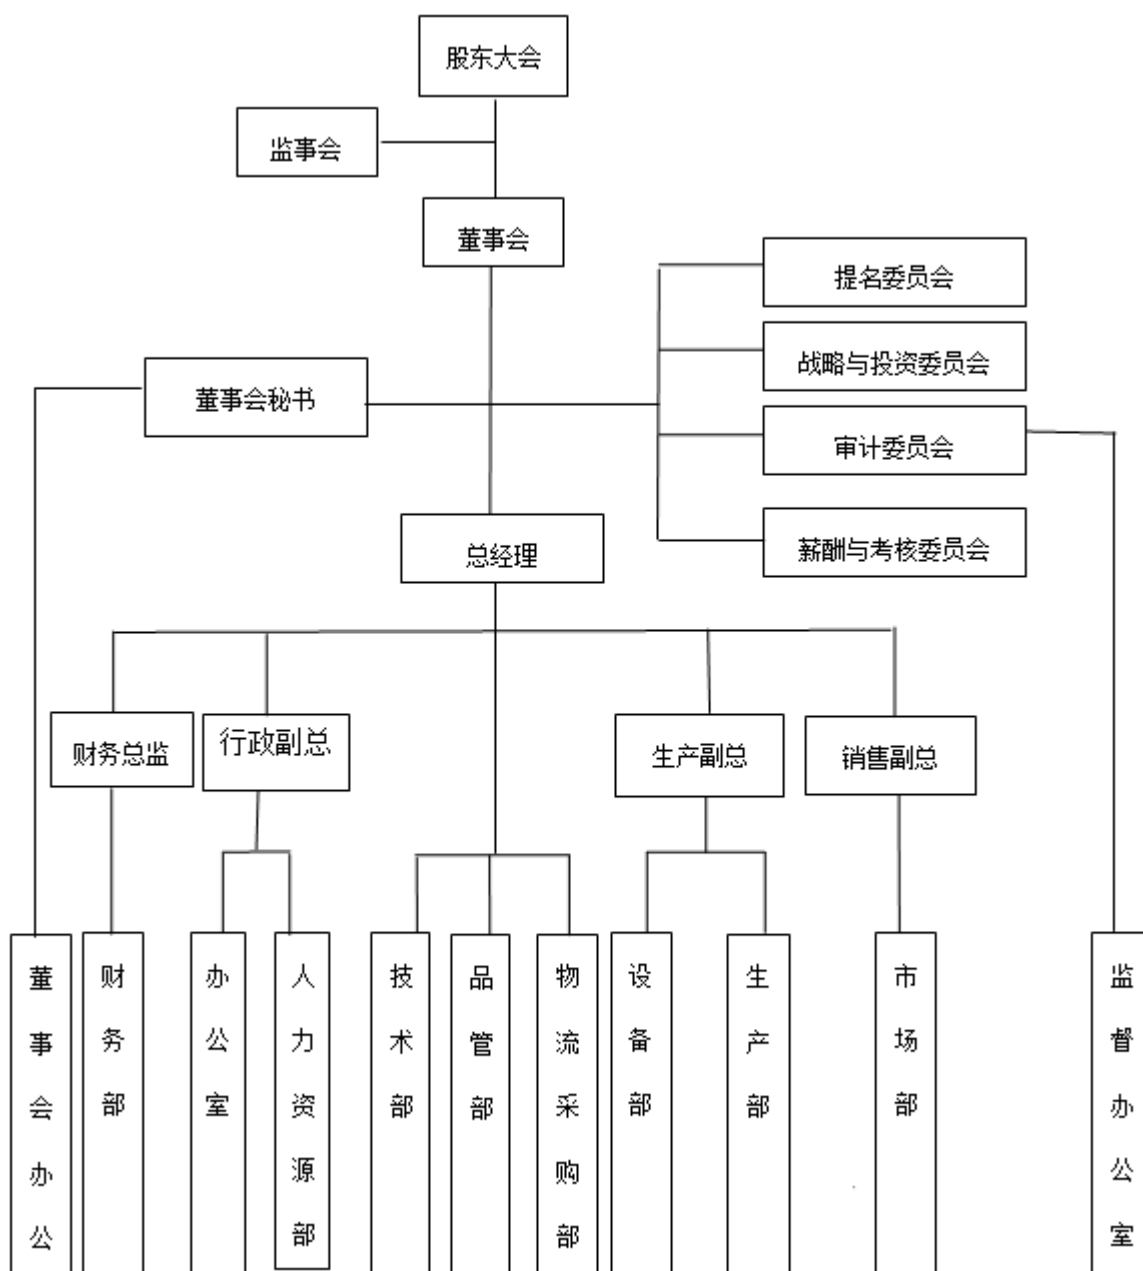 股东大会
监事会
董事会
提名委员会
战略与投资委员会
董事会秘书
审计委员会
总经理
薪酬与考核委员会
财务总监
行政副总
生产副总
销售副总
董事会办公
财务部
办公室
人力资源部
技术部
品管部
物流采购部
设备部
生产部
市场部
监督办公室